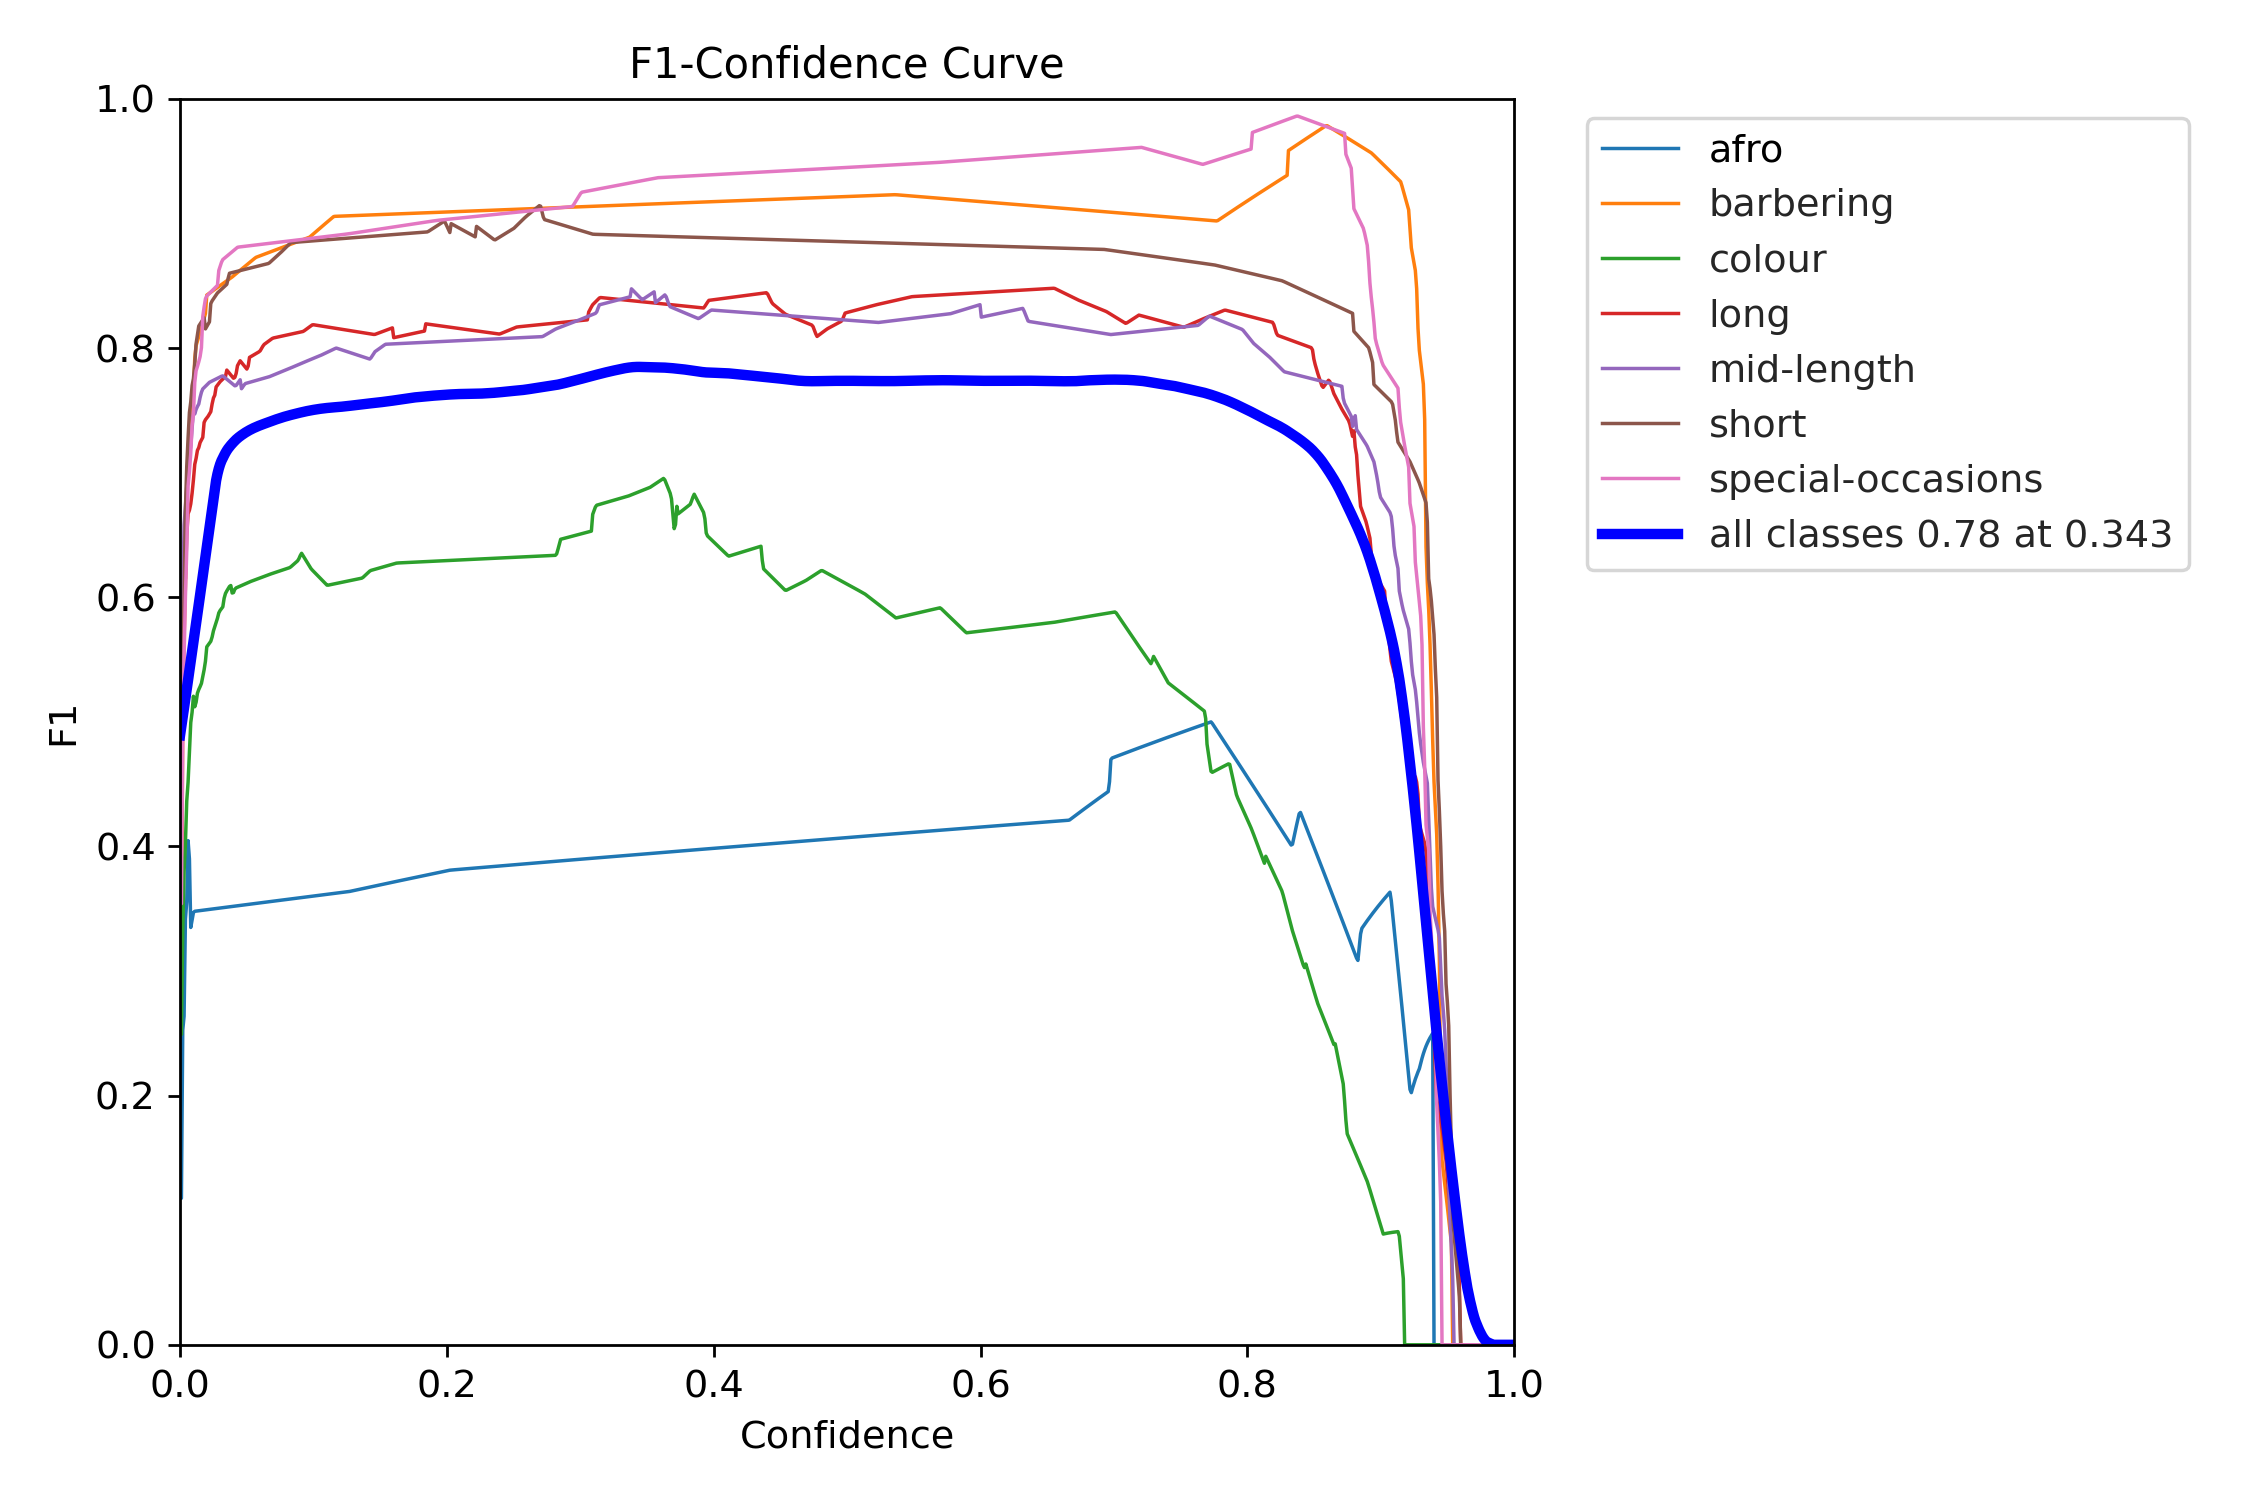 F1-Confidence Curve
1.0
0.8
0.6
0.4
0.2
0.0
F1
0.0 0.2 0.4 0.6 0.8 1.0
Confidence
afro
barbering
colour
long
mid-length
short
special-occasions
all classes 0.78 at 0.343